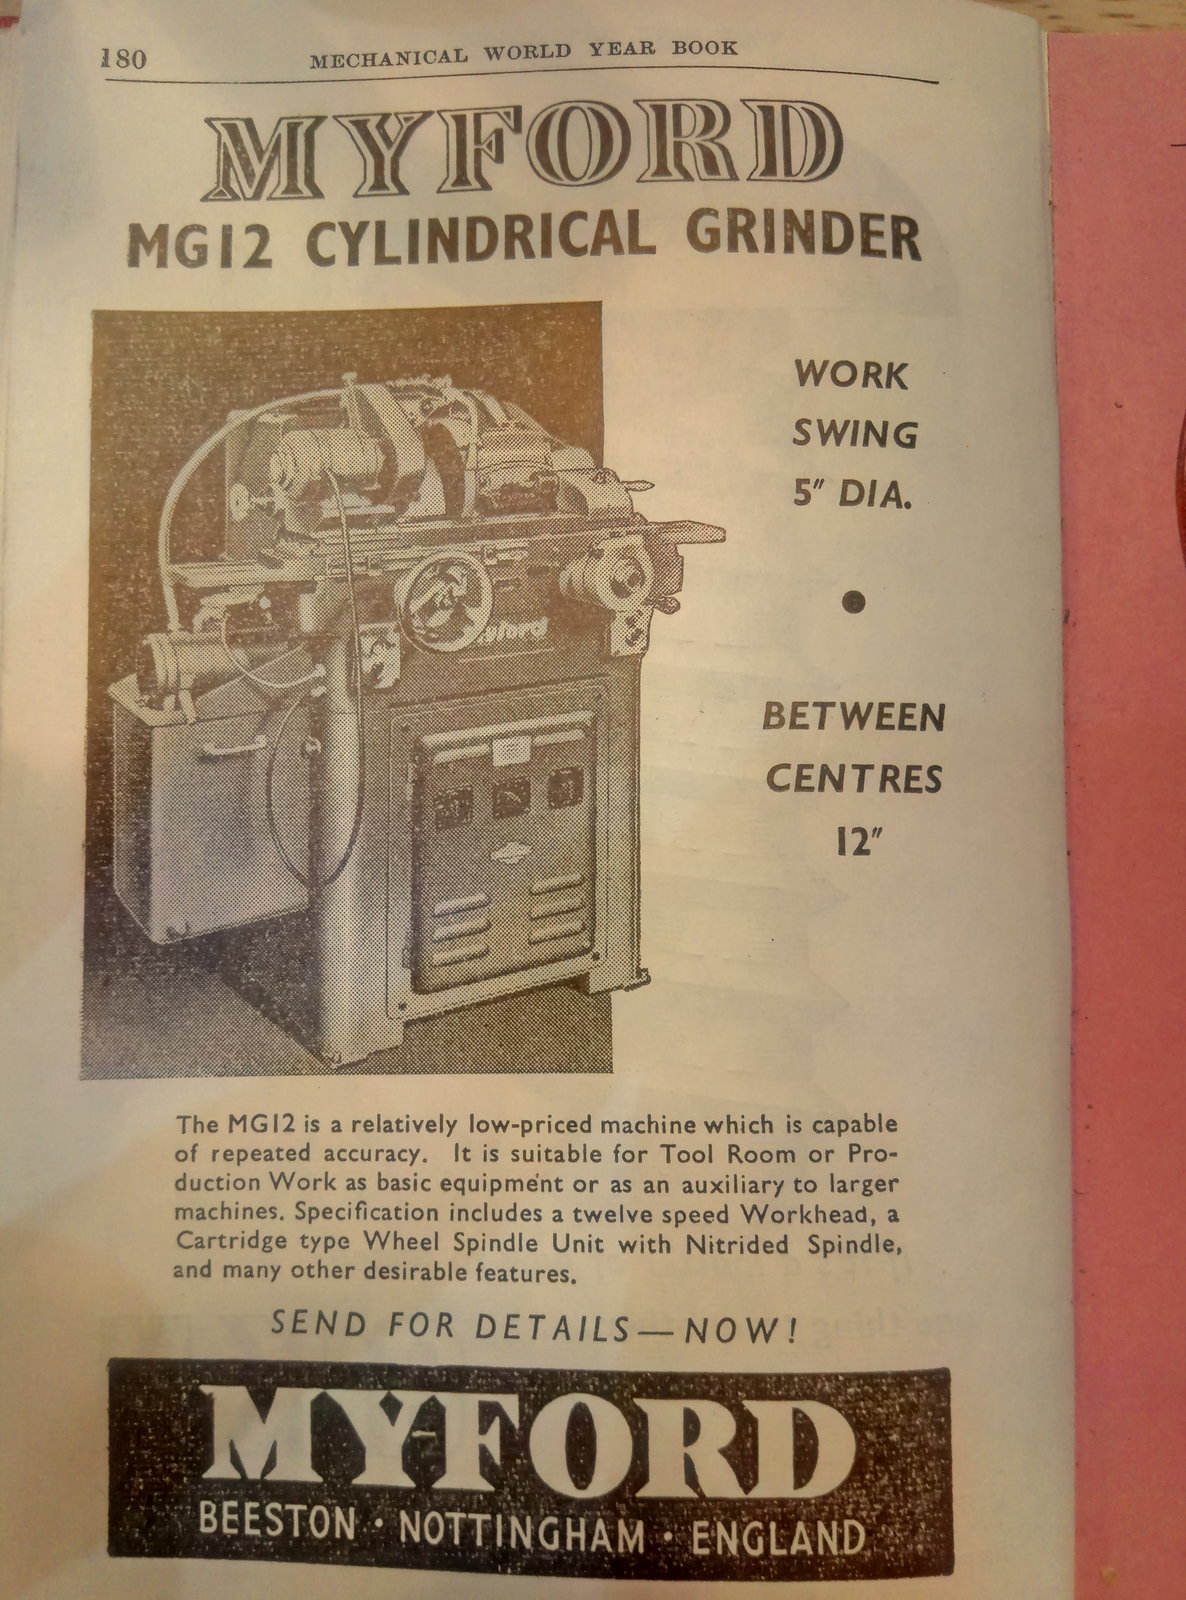 180 MECHANICAL WORLD YEAR BOOK
MYFORD
MG12 CYLINDRICAL GRINDER
WORK
SWING
5" DIA.
●
BETWEEN
CENTRES
12"
The MG12 is a relatively low-priced machine which is capable
of repeated accuracy. It is suitable for Tool Room or Pro-
duction Work as basic equipment or as an auxiliary to larger
machines. Specification includes a twelve speed Workhead, a
Cartridge type Wheel Spindle Unit with Nitrided Spindle,
and many other desirable features.
SEND FOR DETAILS—NOW!
MYFORD
BEESTON · NOTTINGHAM · ENGLAND